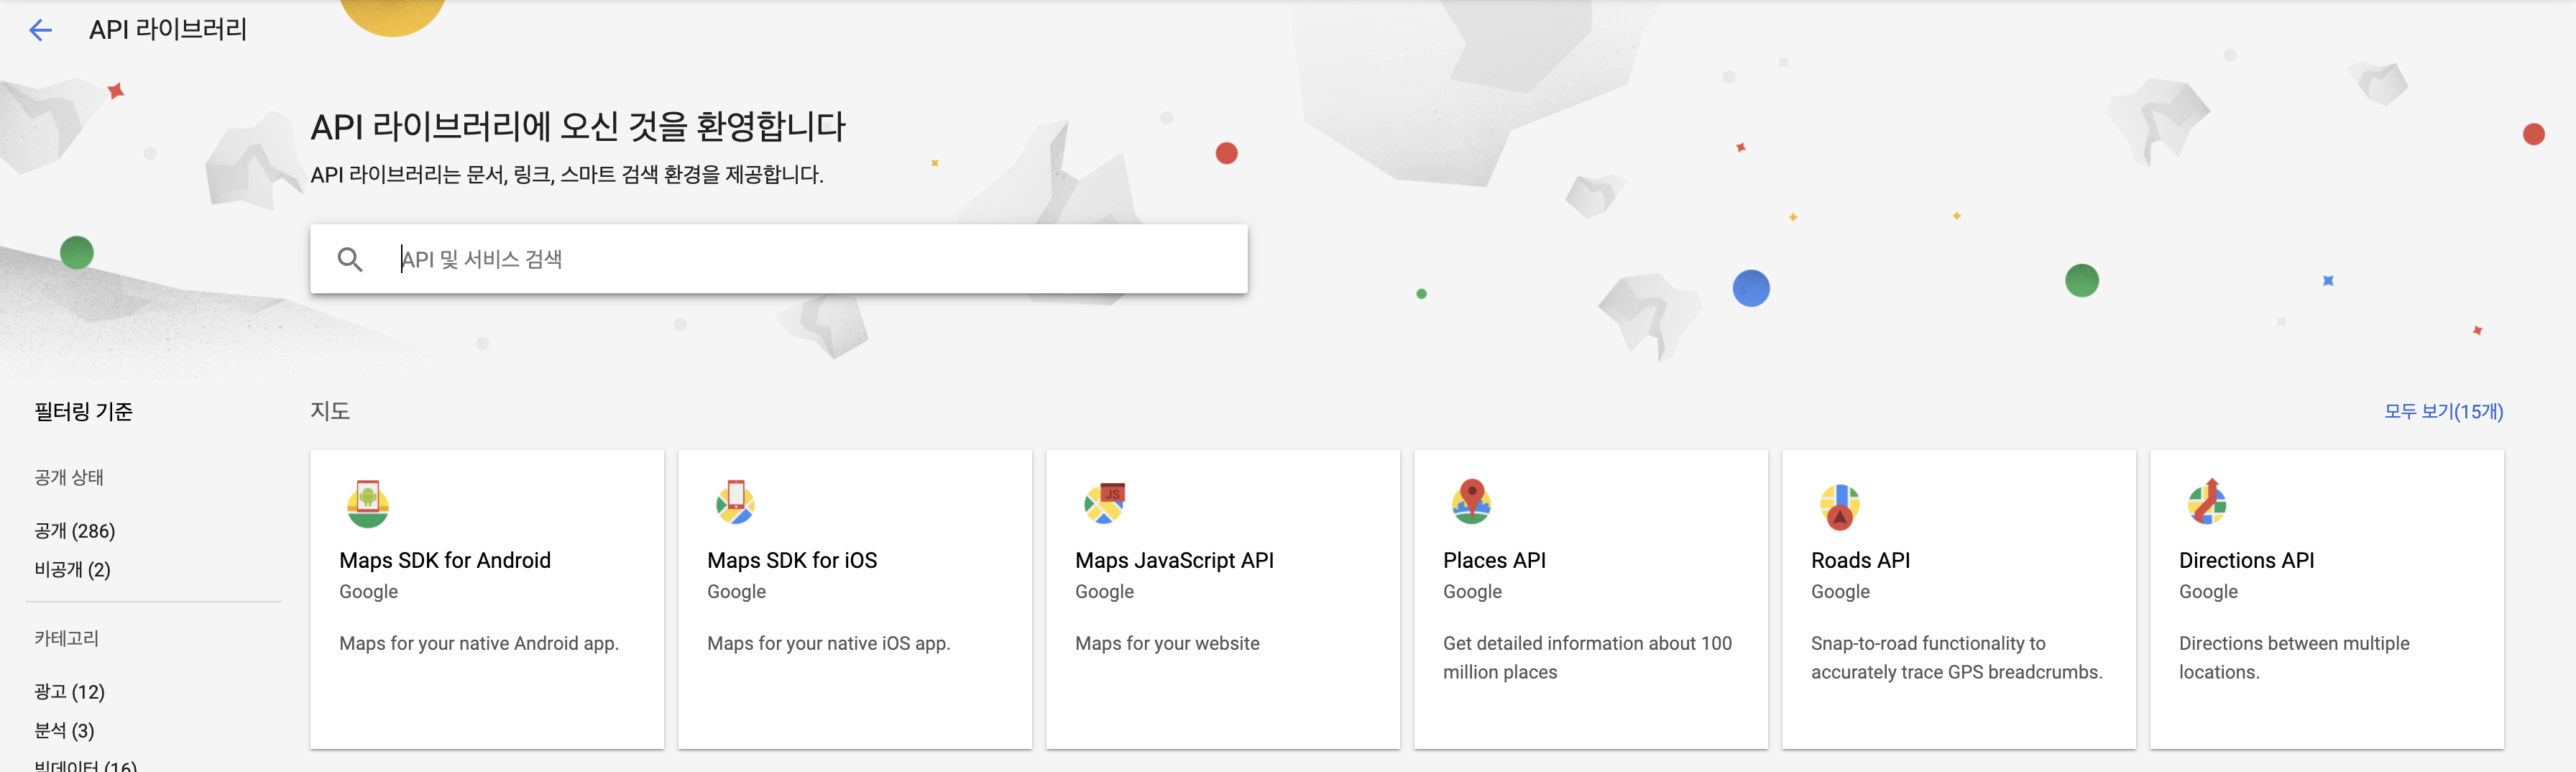 API 라이브러리
API 라이브러리에 오신 것을 환영합니다
API 라이브러리는 문서, 링크, 스마트 검색 환경을 제공합니다.
API 및 서비스 검색
필터링 기준
공개 상태
공개 (286)
비공개 (2)
카테고리
광고 (12)
분석 (3)
빅데이터 (16)
지도
모두 보기(15개)
Maps SDK for Android
Google
Maps for your native Android app.
Maps SDK for iOS
Google
Maps for your native iOS app.
JS
Maps JavaScript API
Google
Maps for your website
Places API
Google
Get detailed information about 100
million places
Roads API
Google
Snap-to-road functionality to
accurately trace GPS breadcrumbs.
Directions API
Google
Directions between multiple
locations.